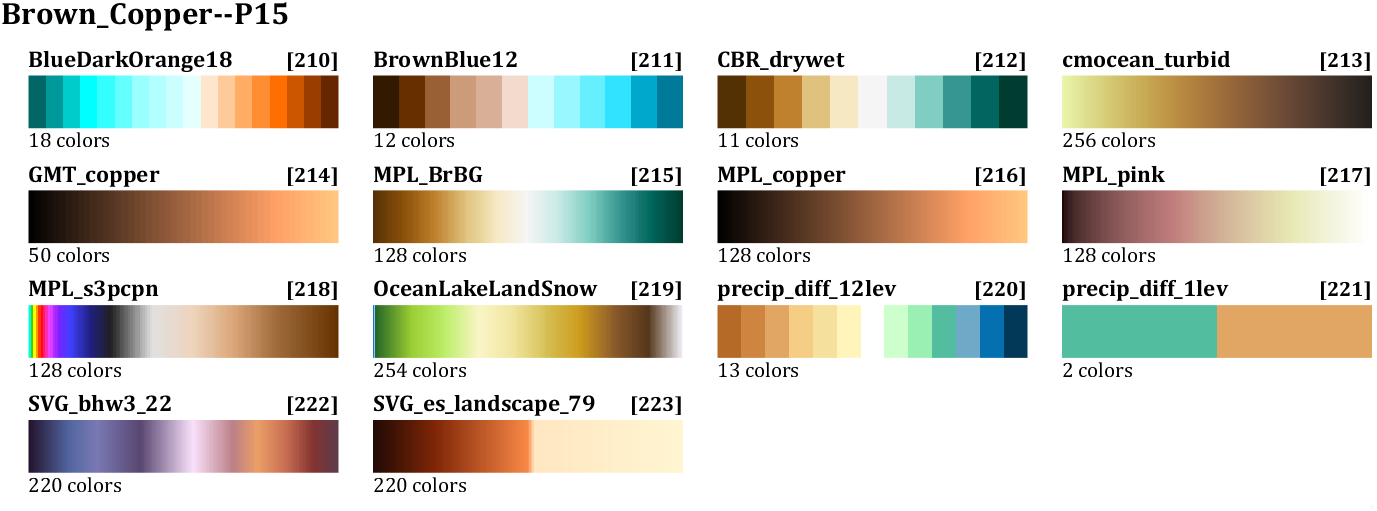 Brown_Copper--P15
BlueDarkOrange18 [210] BrownBlue12 [211] CBR_drywet [212] cmocean_turbid [213]
18 colors 12 colors 11 colors 256 colors
GMT_copper [214] MPL_BrBG [215] MPL_copper [216] MPL_pink [217]
50 colors 128 colors 128 colors 128 colors
MPL_s3pcpn [218] OceanLakeLandSnow [219] precip_diff_12lev [220] precip_diff_1lev [221]
128 colors 254 colors 13 colors 2 colors
SVG_bhw3_22 [222] SVG_es_landscape_79 [223]
220 colors 220 colors